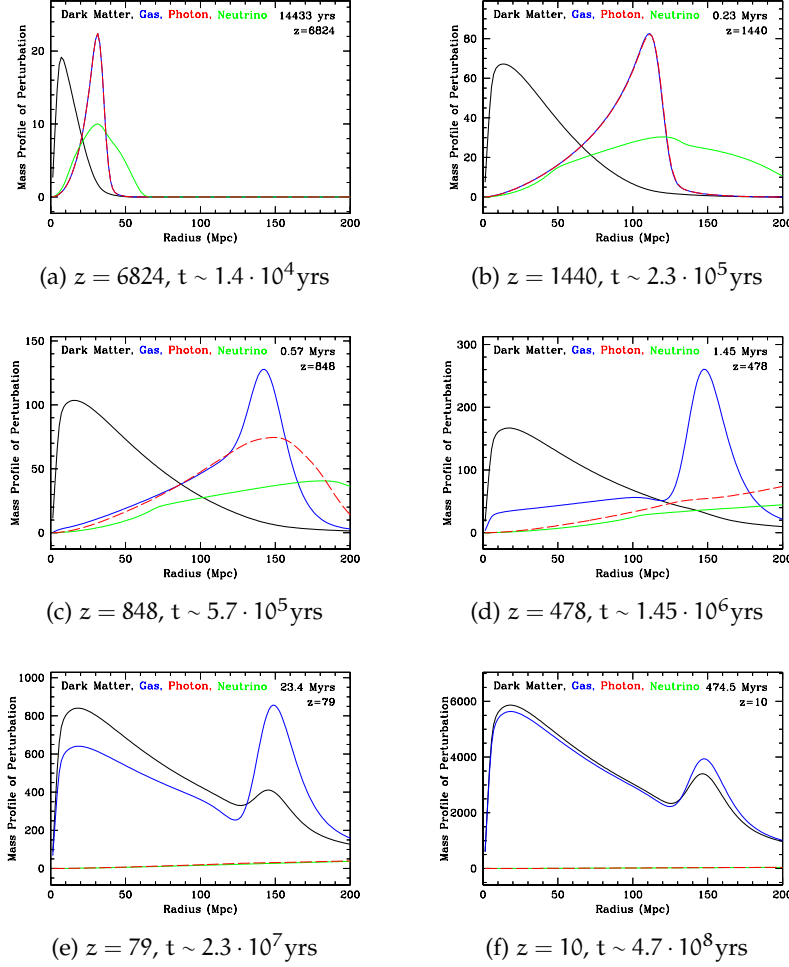 Dark Matter, Gas, Photon, Neutrino 14433 yrs
z=6824
Mass Profile of Perturbation
20
10
0
0 50 100 150 200
Radius (Mpc)
(a) z = 6824, t ~ 1.4 · 10⁴yrs
Dark Matter, Gas, Photon, Neutrino 0.23 Myrs
z=1440
Mass Profile of Perturbation
80
60
40
20
0
0 50 100 150 200
Radius (Mpc)
(b) z = 1440, t ~ 2.3 · 10⁵yrs
Dark Matter, Gas, Photon, Neutrino 0.57 Myrs
z=848
Mass Profile of Perturbation
150
100
50
0
0 50 100 150 200
Radius (Mpc)
(c) z = 848, t ~ 5.7 · 10⁵yrs
Dark Matter, Gas, Photon, Neutrino 1.45 Myrs
z=478
Mass Profile of Perturbation
300
200
100
0
0 50 100 150 200
Radius (Mpc)
(d) z = 478, t ~ 1.45 · 10⁶yrs
Dark Matter, Gas, Photon, Neutrino 23.4 Myrs
z=79
Mass Profile of Perturbation
1000
800
600
400
200
0
0 50 100 150 200
Radius (Mpc)
(e) z = 79, t ~ 2.3 · 10⁷yrs
Dark Matter, Gas, Photon, Neutrino 474.5 Myrs
z=10
Mass Profile of Perturbation
6000
4000
2000
0
0 50 100 150 200
Radius (Mpc)
(f) z = 10, t ~ 4.7 · 10⁸yrs